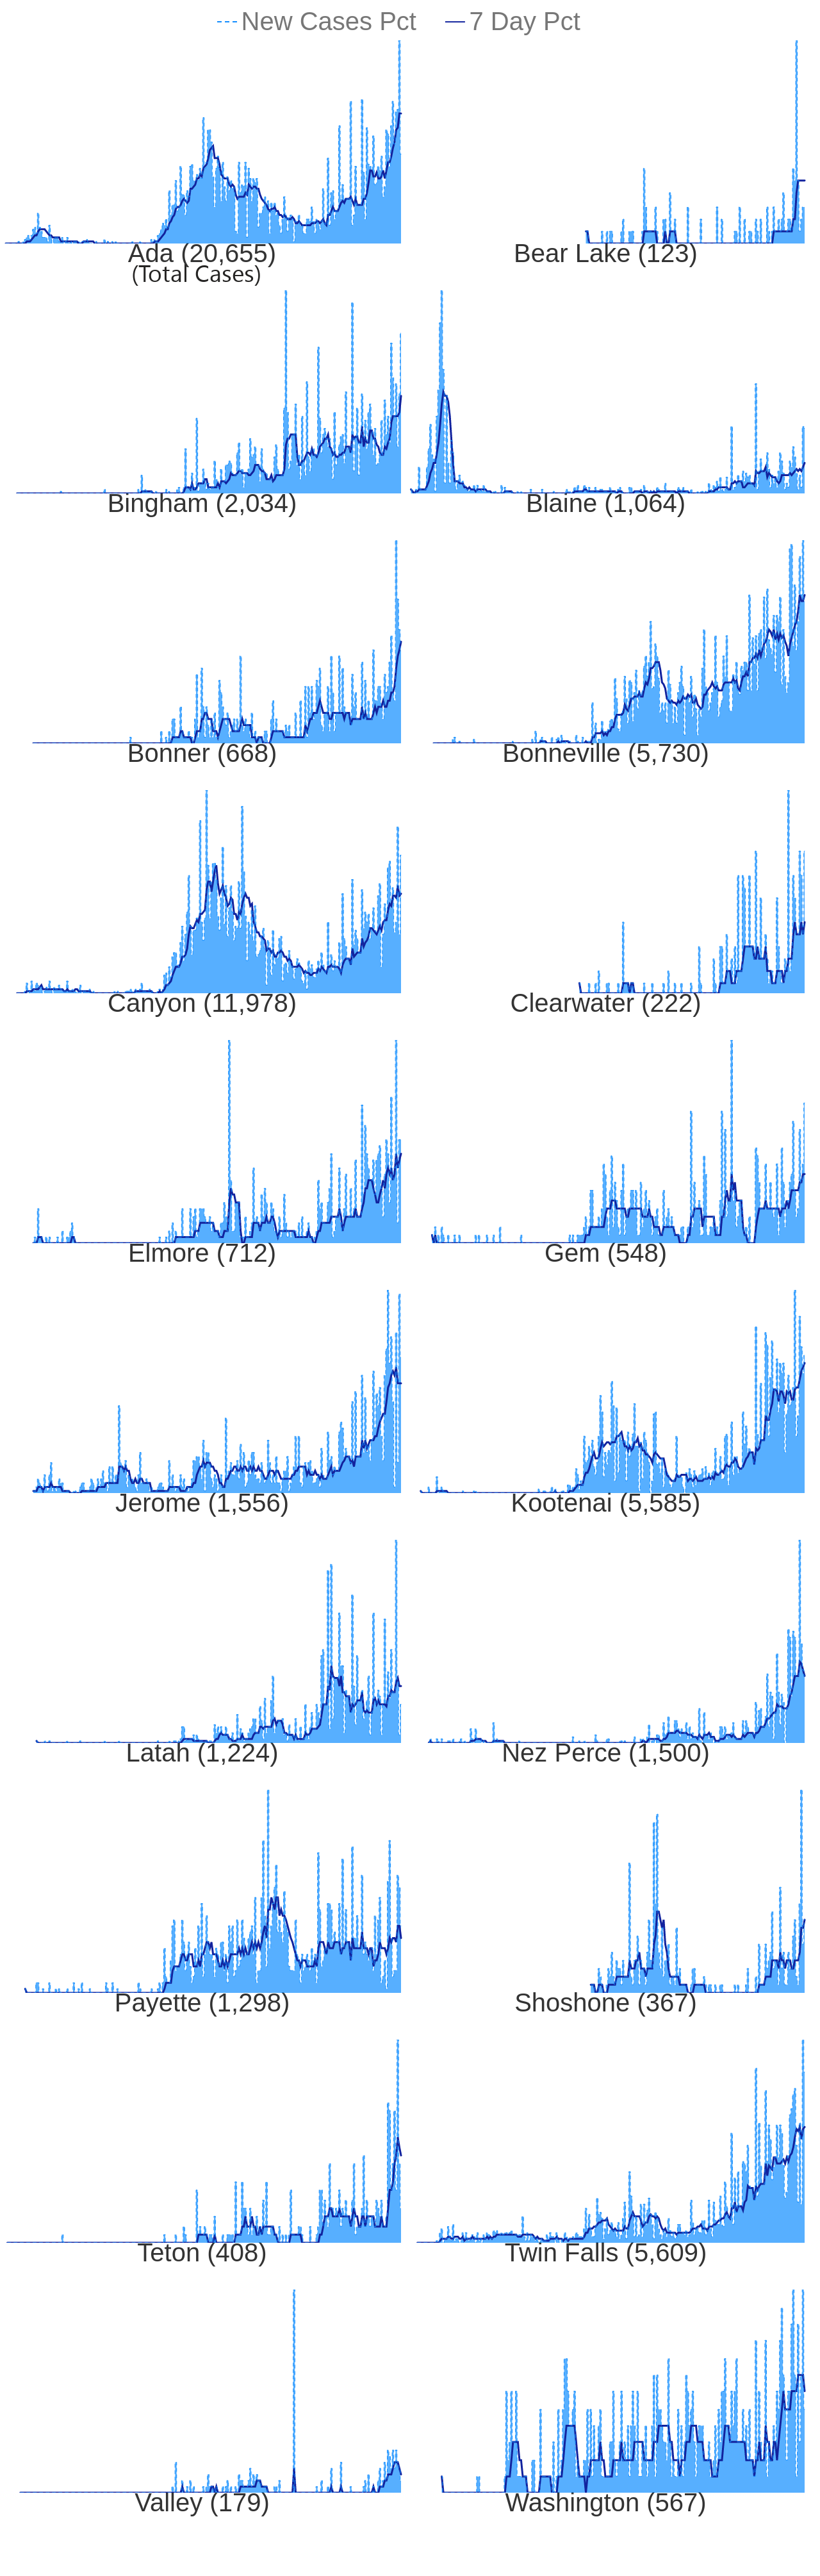 New Cases Pct 7 Day Pct
Ada (20,655) Bear Lake (123)
(Total Cases)
Bingham (2,034) Blaine (1,064)
Bonner (668) Bonneville (5,730)
Canyon (11,978) Clearwater (222)
Elmore (712) Gem (548)
Jerome (1,556) Kootenai (5,585)
Latah (1,224) Nez Perce (1,500)
Payette (1,298) Shoshone (367)
Teton (408) Twin Falls (5,609)
Valley (179) Washington (567)